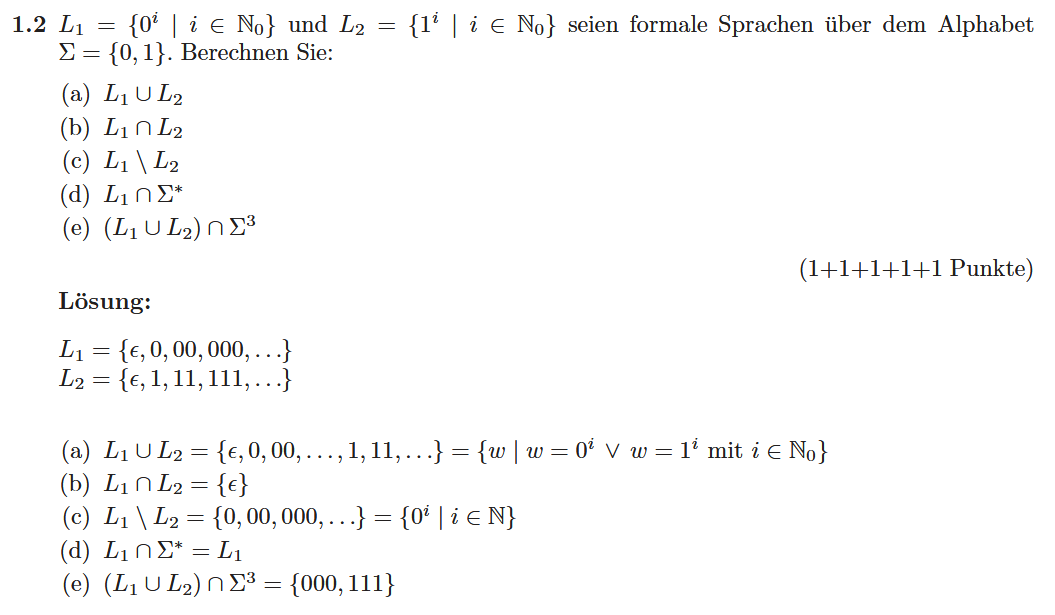 1.2 L₁ = {0ⁱ | i ∈ ℕ₀} und L₂ = {1ⁱ | i ∈ ℕ₀} seien formale Sprachen über dem Alphabet
Σ = {0, 1}. Berechnen Sie:
(a) L₁ ∪ L₂
(b) L₁ ∩ L₂
(c) L₁ \ L₂
(d) L₁ ∩ Σ*
(e) (L₁ ∪ L₂) ∩ Σ³
(1+1+1+1+1 Punkte)
Lösung:
L₁ = {ϵ, 0, 00, 000, . . .}
L₂ = {ϵ, 1, 11, 111, . . .}
(a) L₁ ∪ L₂ = {ϵ, 0, 00, . . . , 1, 11, . . .} = {w | w = 0ⁱ ∨ w = 1ⁱ mit i ∈ ℕ₀}
(b) L₁ ∩ L₂ = {ϵ}
(c) L₁ \ L₂ = {0, 00, 000, . . .} = {0ⁱ | i ∈ ℕ}
(d) L₁ ∩ Σ* = L₁
(e) (L₁ ∪ L₂) ∩ Σ³ = {000, 111}